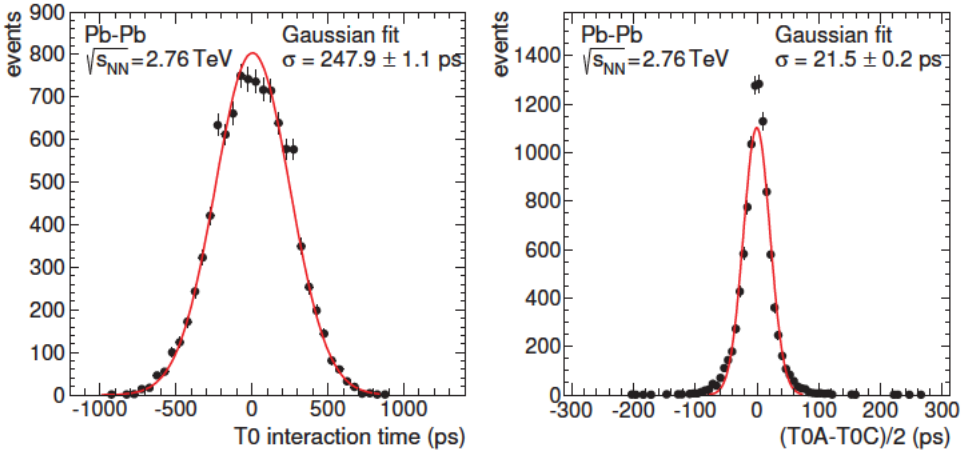 events
900
800
700
600
500
400
300
200
100
0
Pb-Pb
√sNN=2.76 TeV
Gaussian fit
σ = 247.9 ± 1.1 ps
-1000 -500 0 500 1000
T0 interaction time (ps)
events
1400
1200
1000
800
600
400
200
0
Pb-Pb
√sNN=2.76 TeV
Gaussian fit
σ = 21.5 ± 0.2 ps
-300 -200 -100 0 100 200 300
(T0A-T0C)/2 (ps)